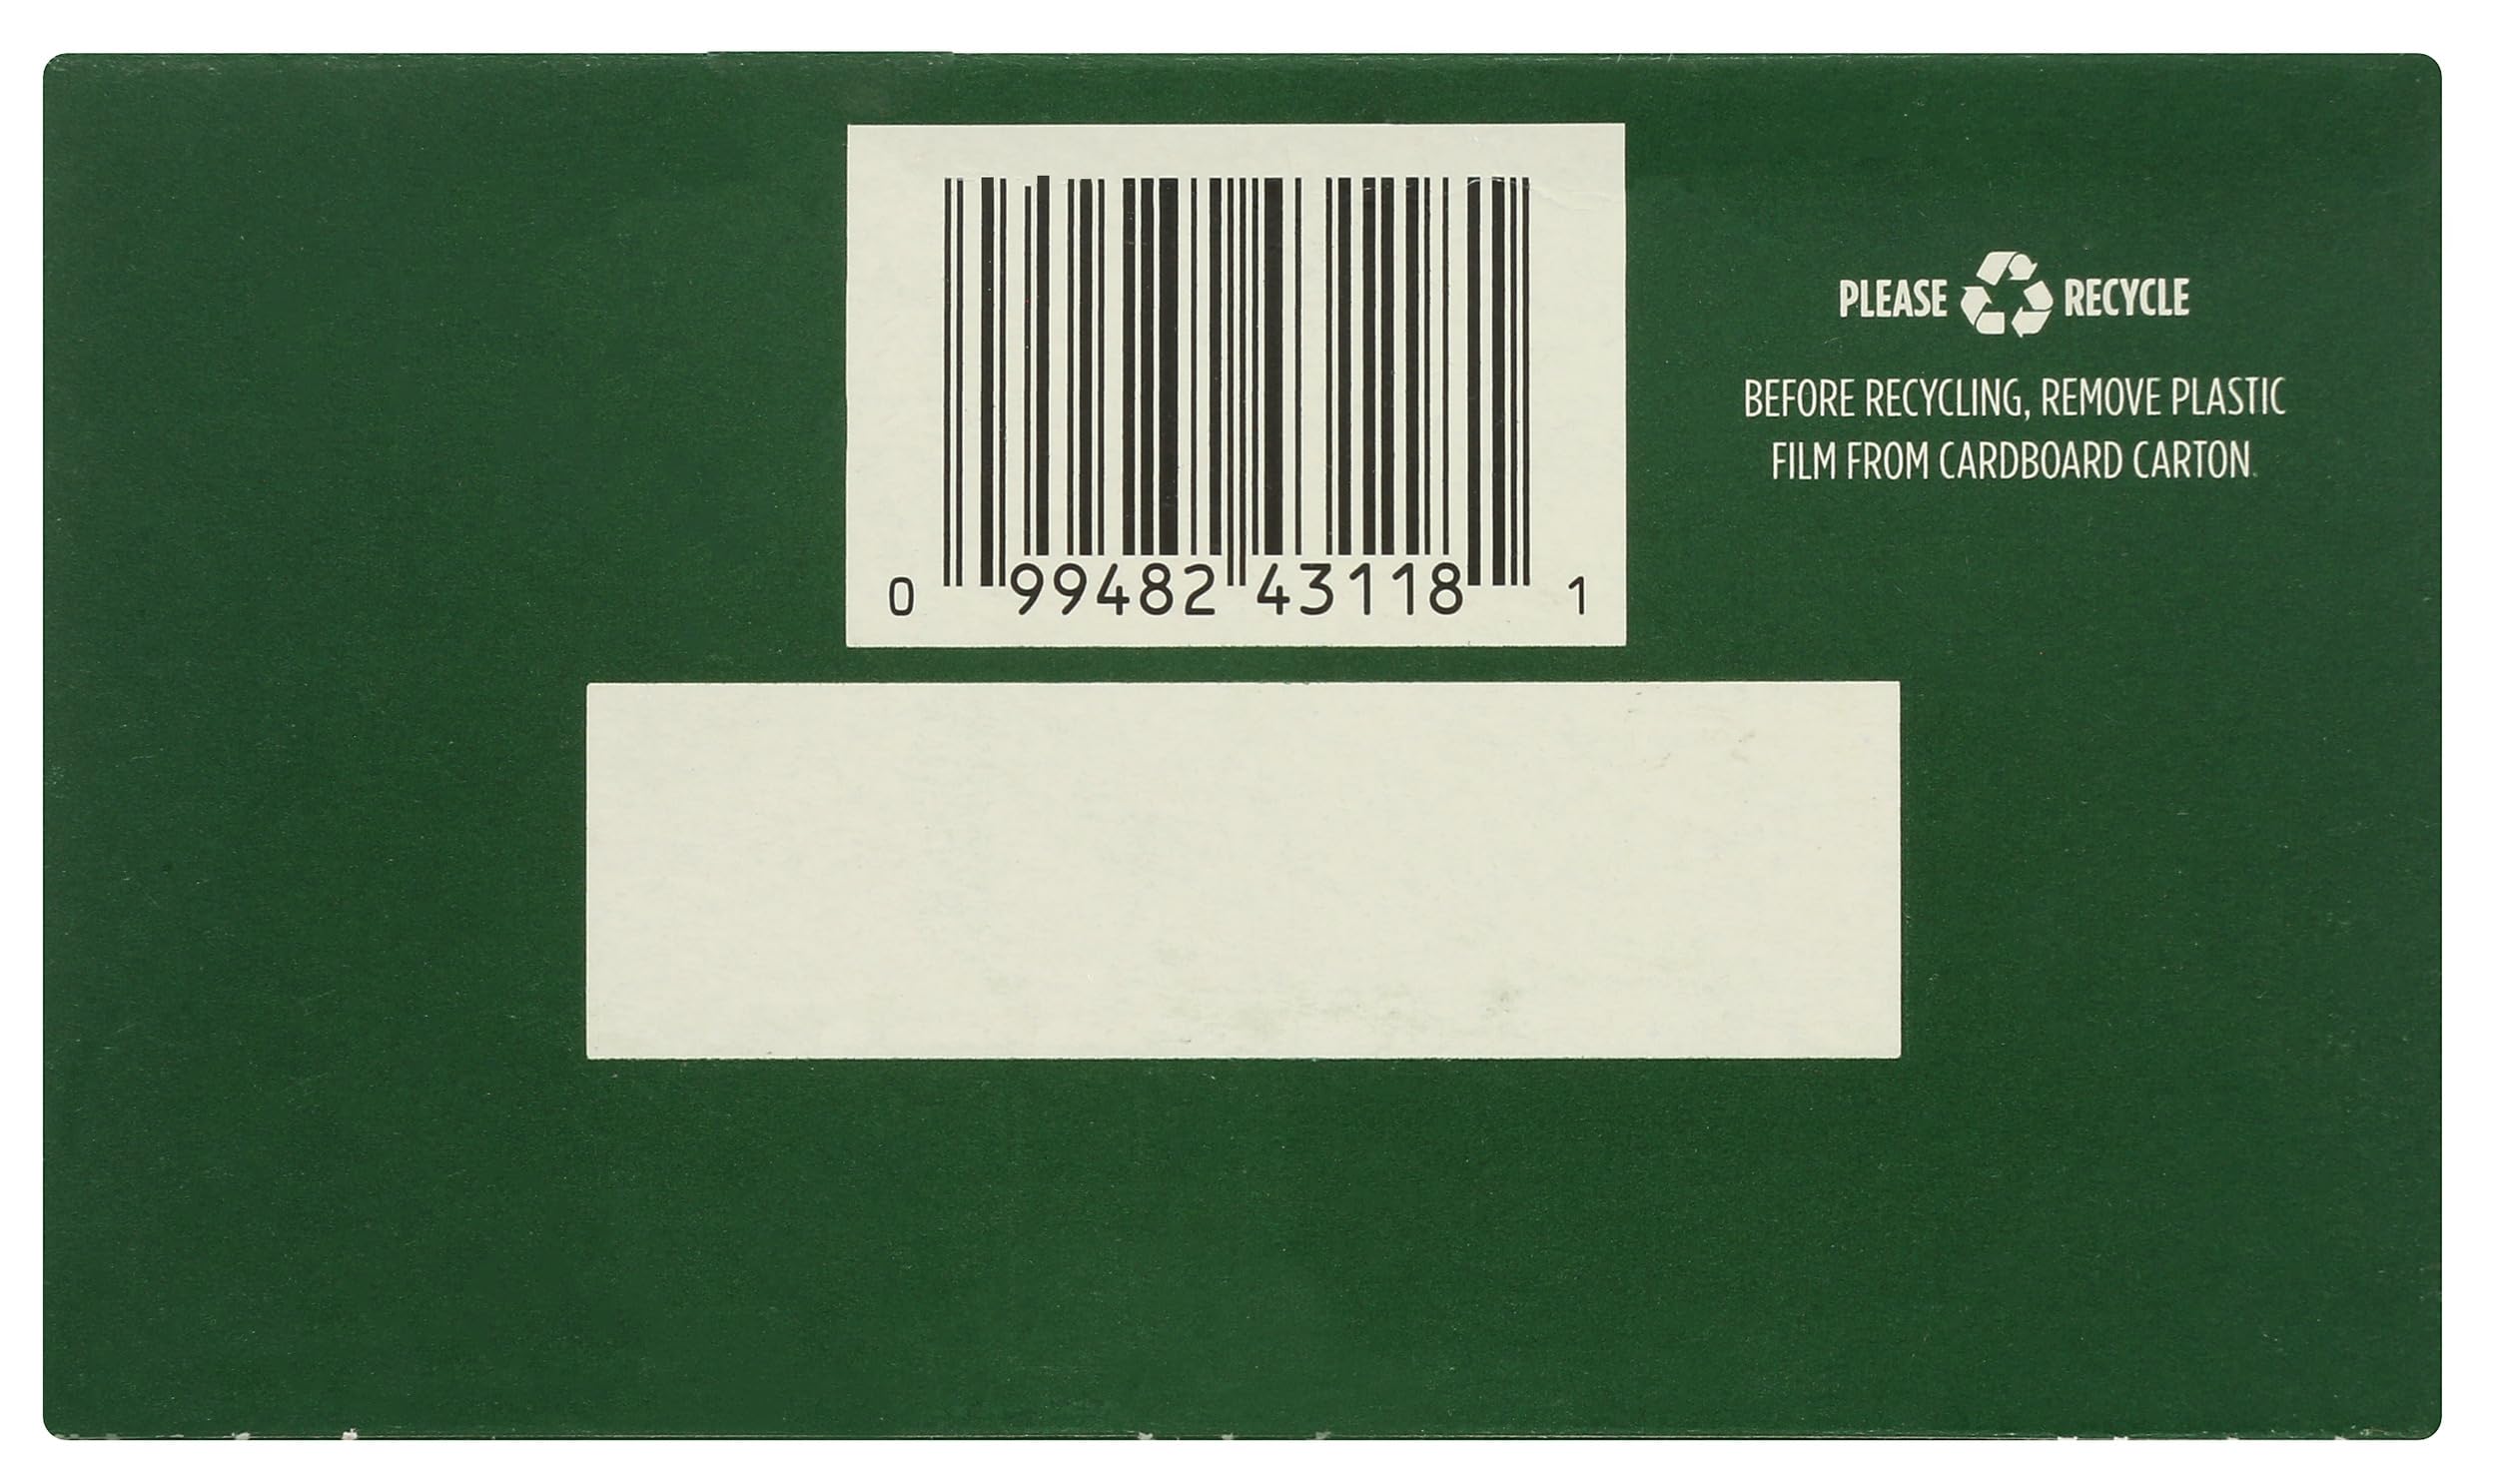 0 99482 43118 1
PLEASE RECYCLE
BEFORE RECYCLING, REMOVE PLASTIC
FILM FROM CARDBOARD CARTON.